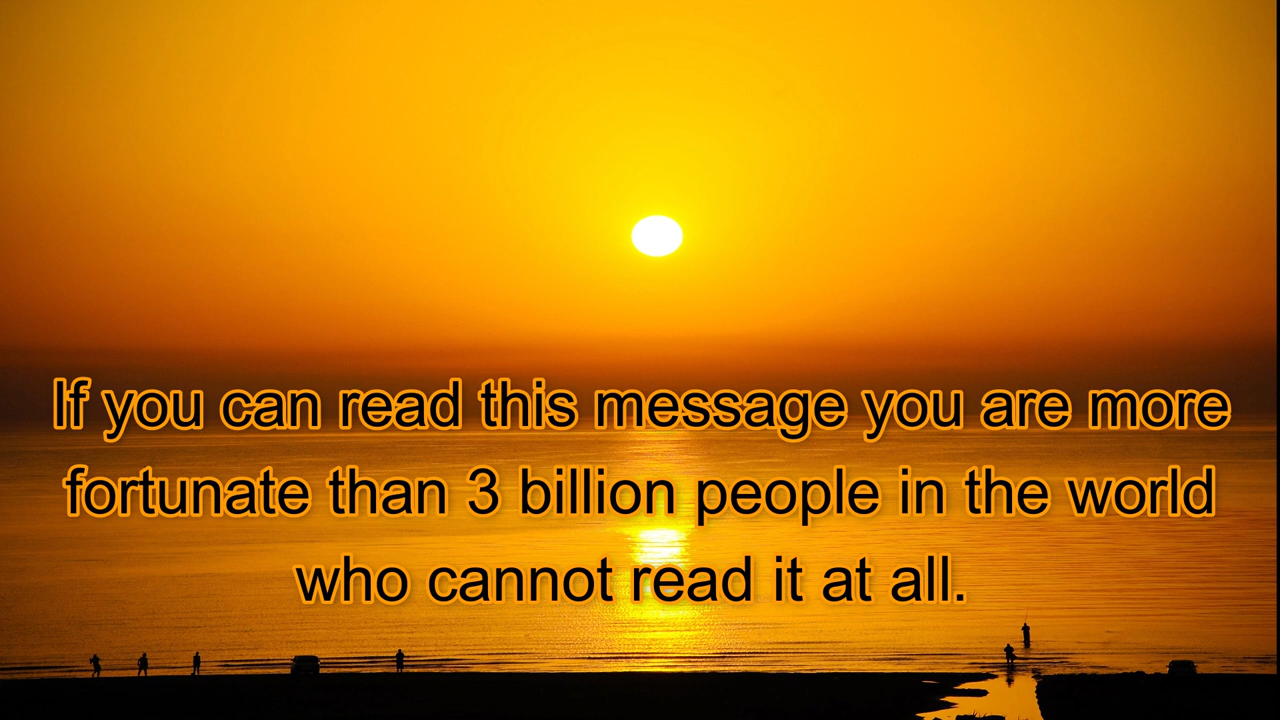 If you can read this message you are more
fortunate than 3 billion people in the world
who cannot read it at all.